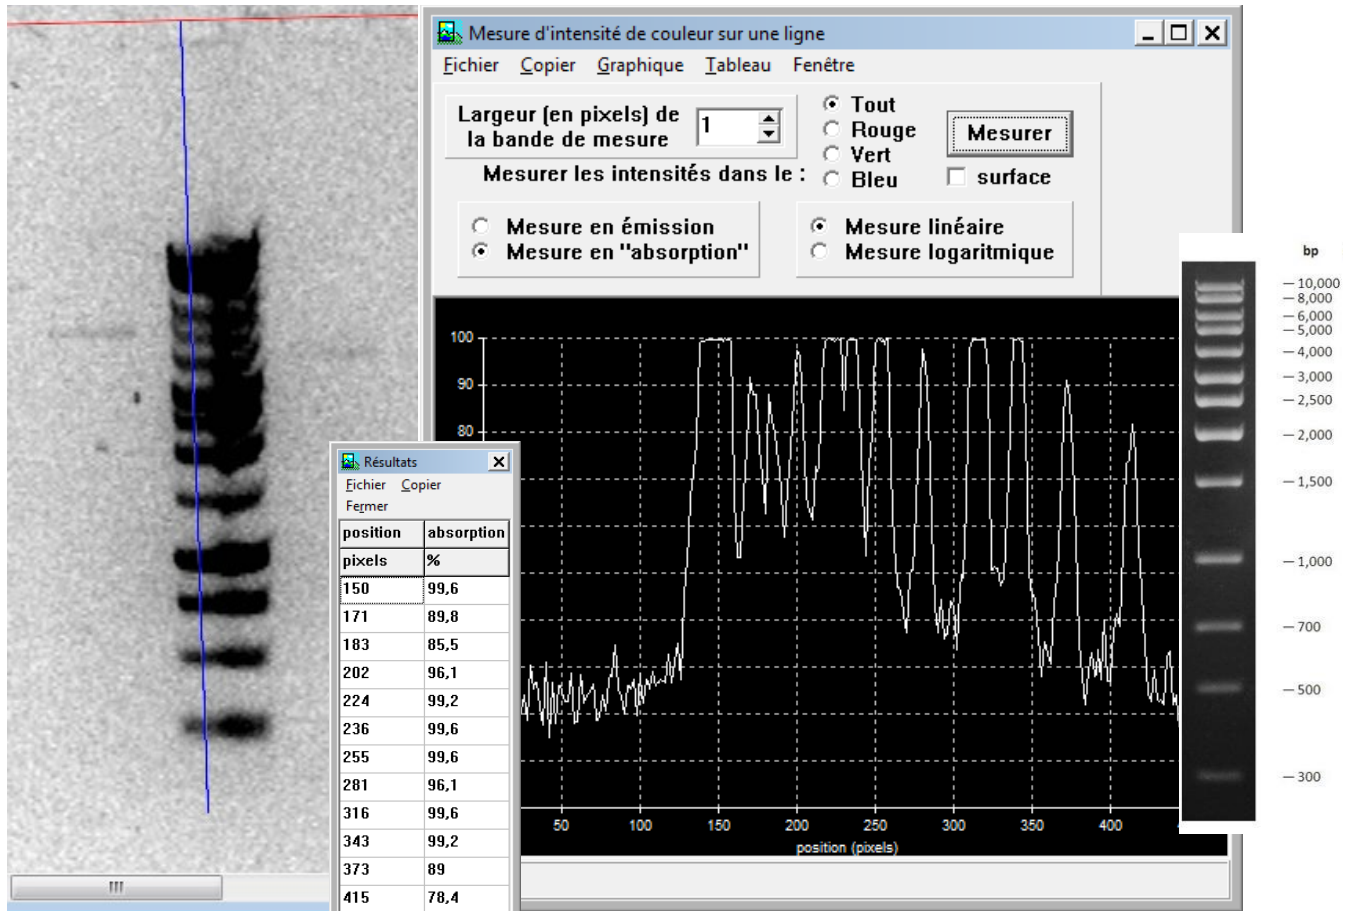 Mesure d'intensité de couleur sur une ligne
Fichier Copier Graphique Tableau Fenêtre
Largeur (en pixels) de
la bande de mesure
1
Tout
Rouge
Vert
Bleu
Mesurer
Mesurer les intensités dans le :
surface
Mesure en émission
Mesure en "absorption"
Mesure linéaire
Mesure logaritmique
100
90
80
50 100 150 200 250 300 350 400
position (pixels)
Résultats
Fichier Copier
Fermer
position absorption
pixels %
150 99,6
171 89,8
183 85,5
202 96,1
224 99,2
236 99,6
255 99,6
281 96,1
316 99,6
343 99,2
373 89
415 78,4
bp
10,000
8,000
6,000
5,000
4,000
3,000
2,500
2,000
1,500
1,000
700
500
300